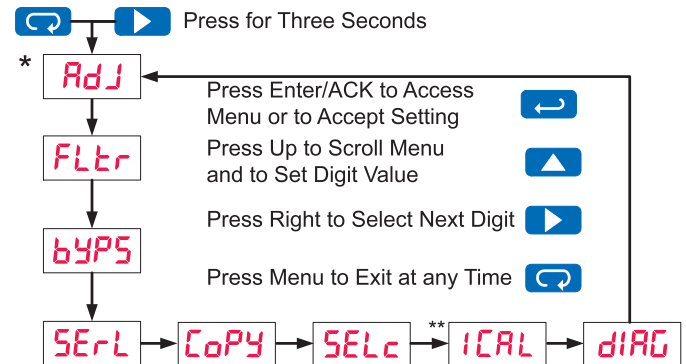 Press for Three Seconds
* AdJ
Press Enter/ACK to Access
Menu or to Accept Setting
FLtr
Press Up to Scroll Menu
and to Set Digit Value
Press Right to Select Next Digit
bYPS
Press Menu to Exit at any Time
SErL CoPY SELc ** ICAL dIAG